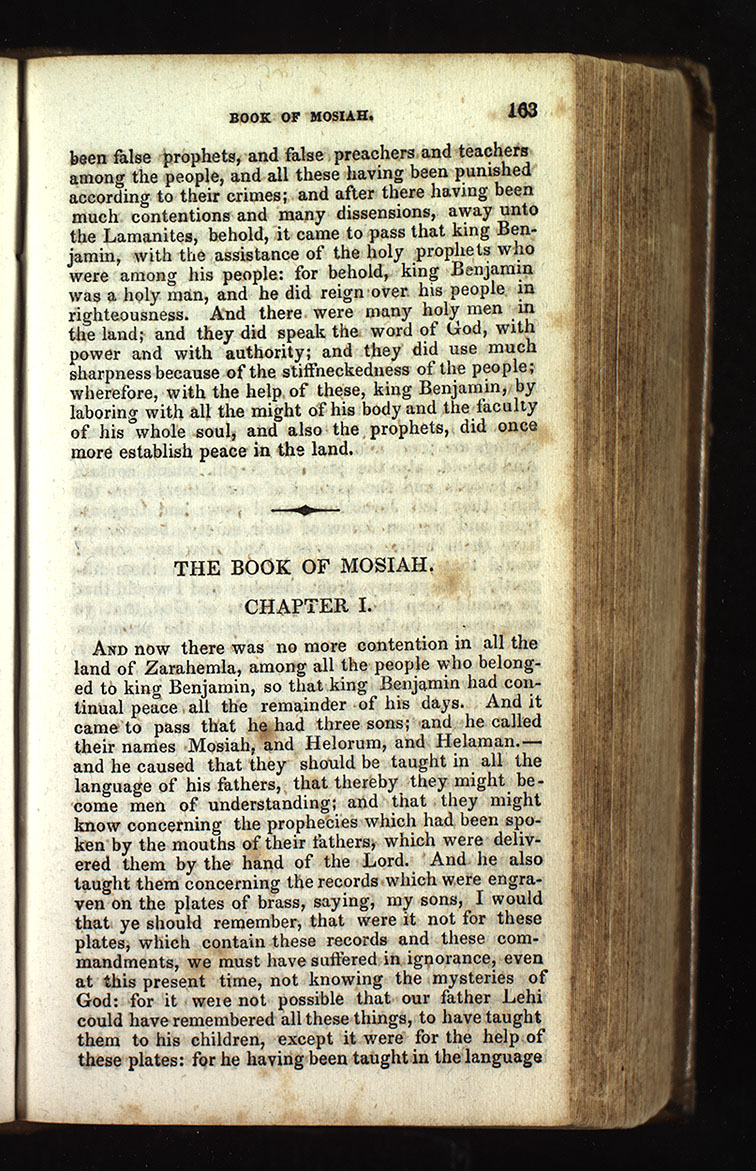 BOOK OF MOSIAH. 163
been false prophets, and false preachers and teachers
among the people, and all these having been punished
according to their crimes; and after there having been
much contentions and many dissensions, away unto
the Lamanites, behold, it came to pass that king Ben-
jamin, with the assistance of the holy prophets who
were among his people: for behold, king Benjamin
was a holy man, and he did reign over his people in
righteousness. And there were many holy men in
the land; and they did speak the word of God, with
power and with authority; and they did use much
sharpness because of the stiffneckedness of the people;
wherefore, with the help of these, king Benjamin, by
laboring with all the might of his body and the faculty
of his whole soul, and also the prophets, did once
more establish peace in the land.
THE BOOK OF MOSIAH.
CHAPTER I.
AND now there was no more contention in all the
land of Zarahemla, among all the people who belong-
ed to king Benjamin, so that king Benjamin had con-
tinual peace all the remainder of his days. And it
came to pass that he had three sons; and he called
their names Mosiah, and Helorum, and Helaman.—
and he caused that they should be taught in all the
language of his fathers, that thereby they might be-
come men of understanding; and that they might
know concerning the prophecies which had been spo-
ken by the mouths of their fathers, which were deliv-
ered them by the hand of the Lord. And he also
taught them concerning the records which were engra-
ven on the plates of brass, saying, my sons, I would
that ye should remember, that were it not for these
plates, which contain these records and these com-
mandments, we must have suffered in ignorance, even
at this present time, not knowing the mysteries of
God: for it were not possible that our father Lehi
could have remembered all these things, to have taught
them to his children, except it were for the help of
these plates: for he having been taught in the language